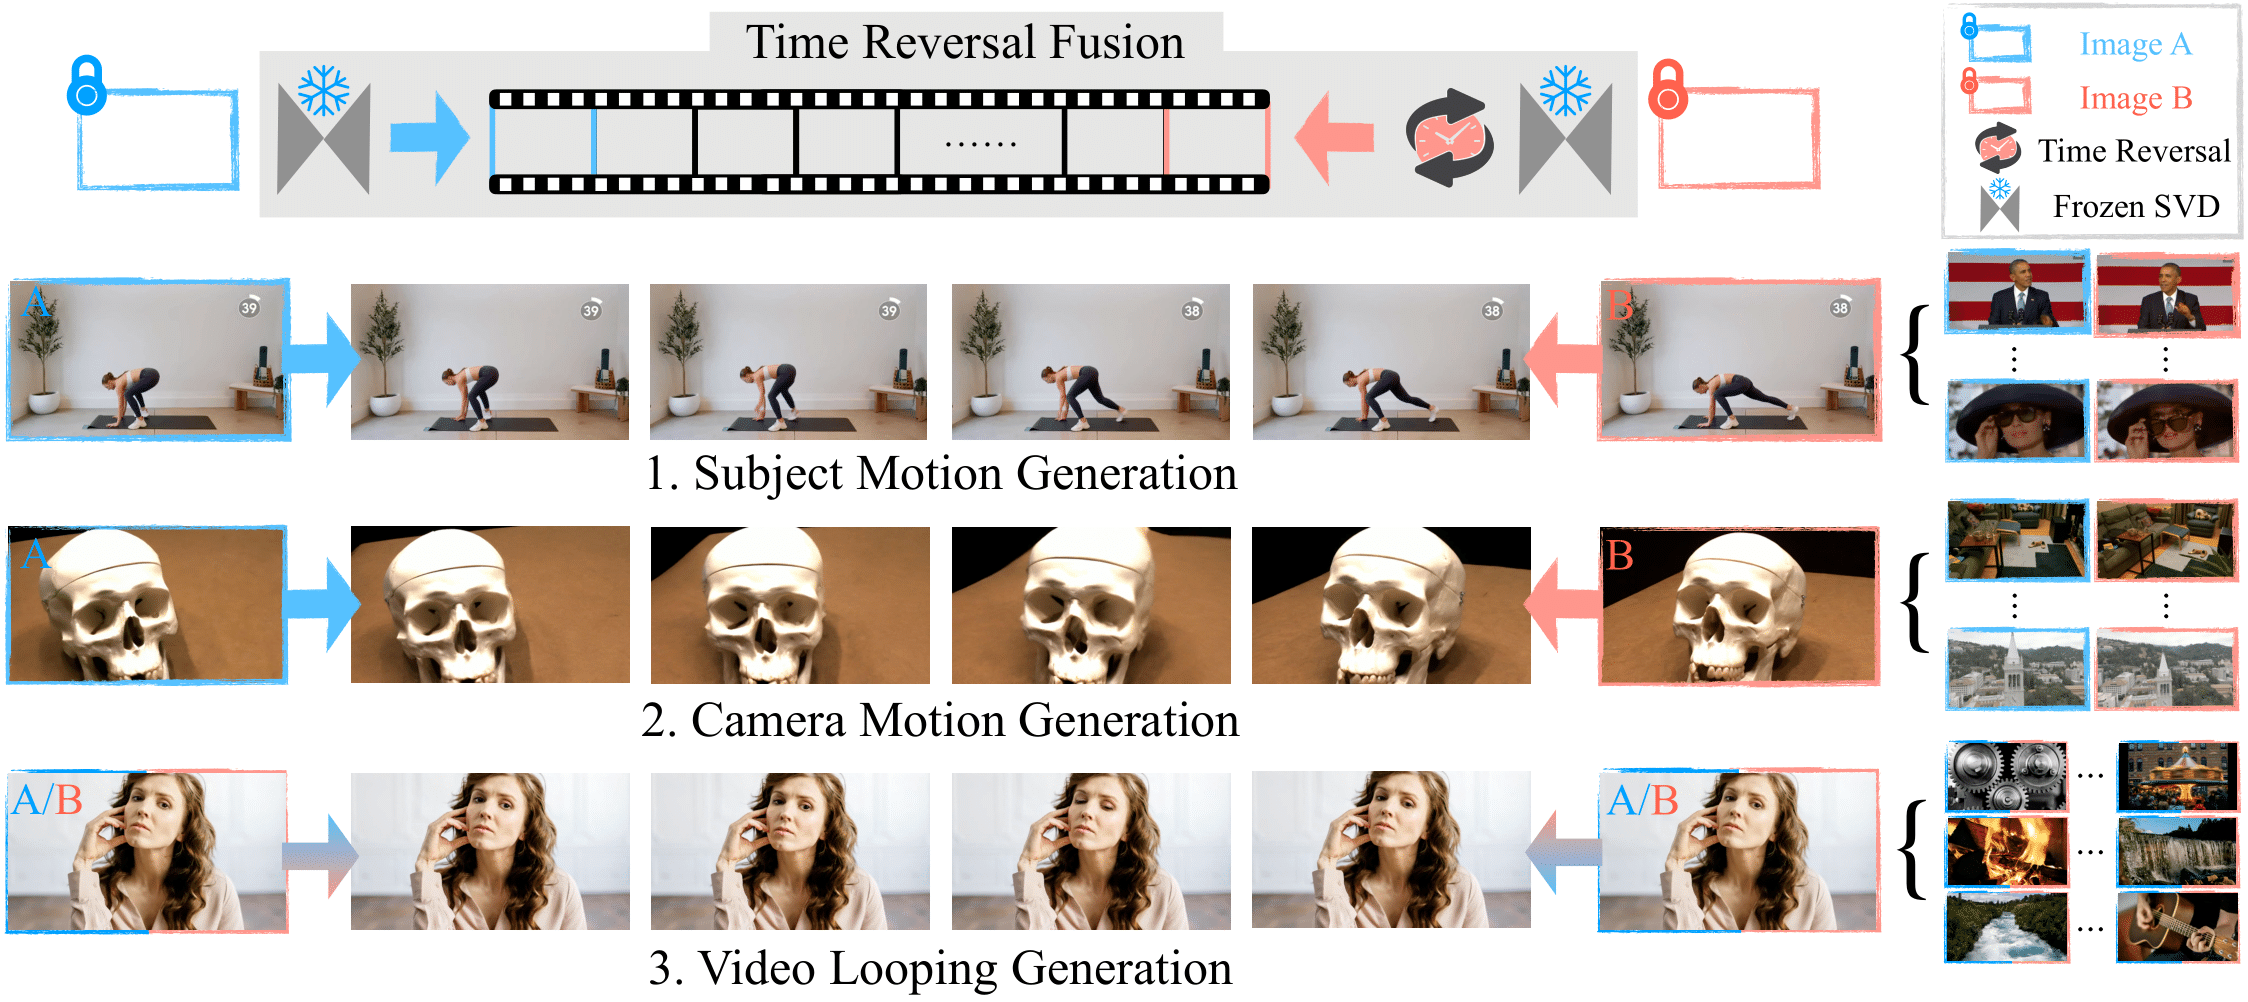 Time Reversal Fusion
......
Image A
Image B
Time Reversal
Frozen SVD
A
39
39
39
38
38
B
38
1. Subject Motion Generation
A
B
2. Camera Motion Generation
A/B
A/B
3. Video Looping Generation